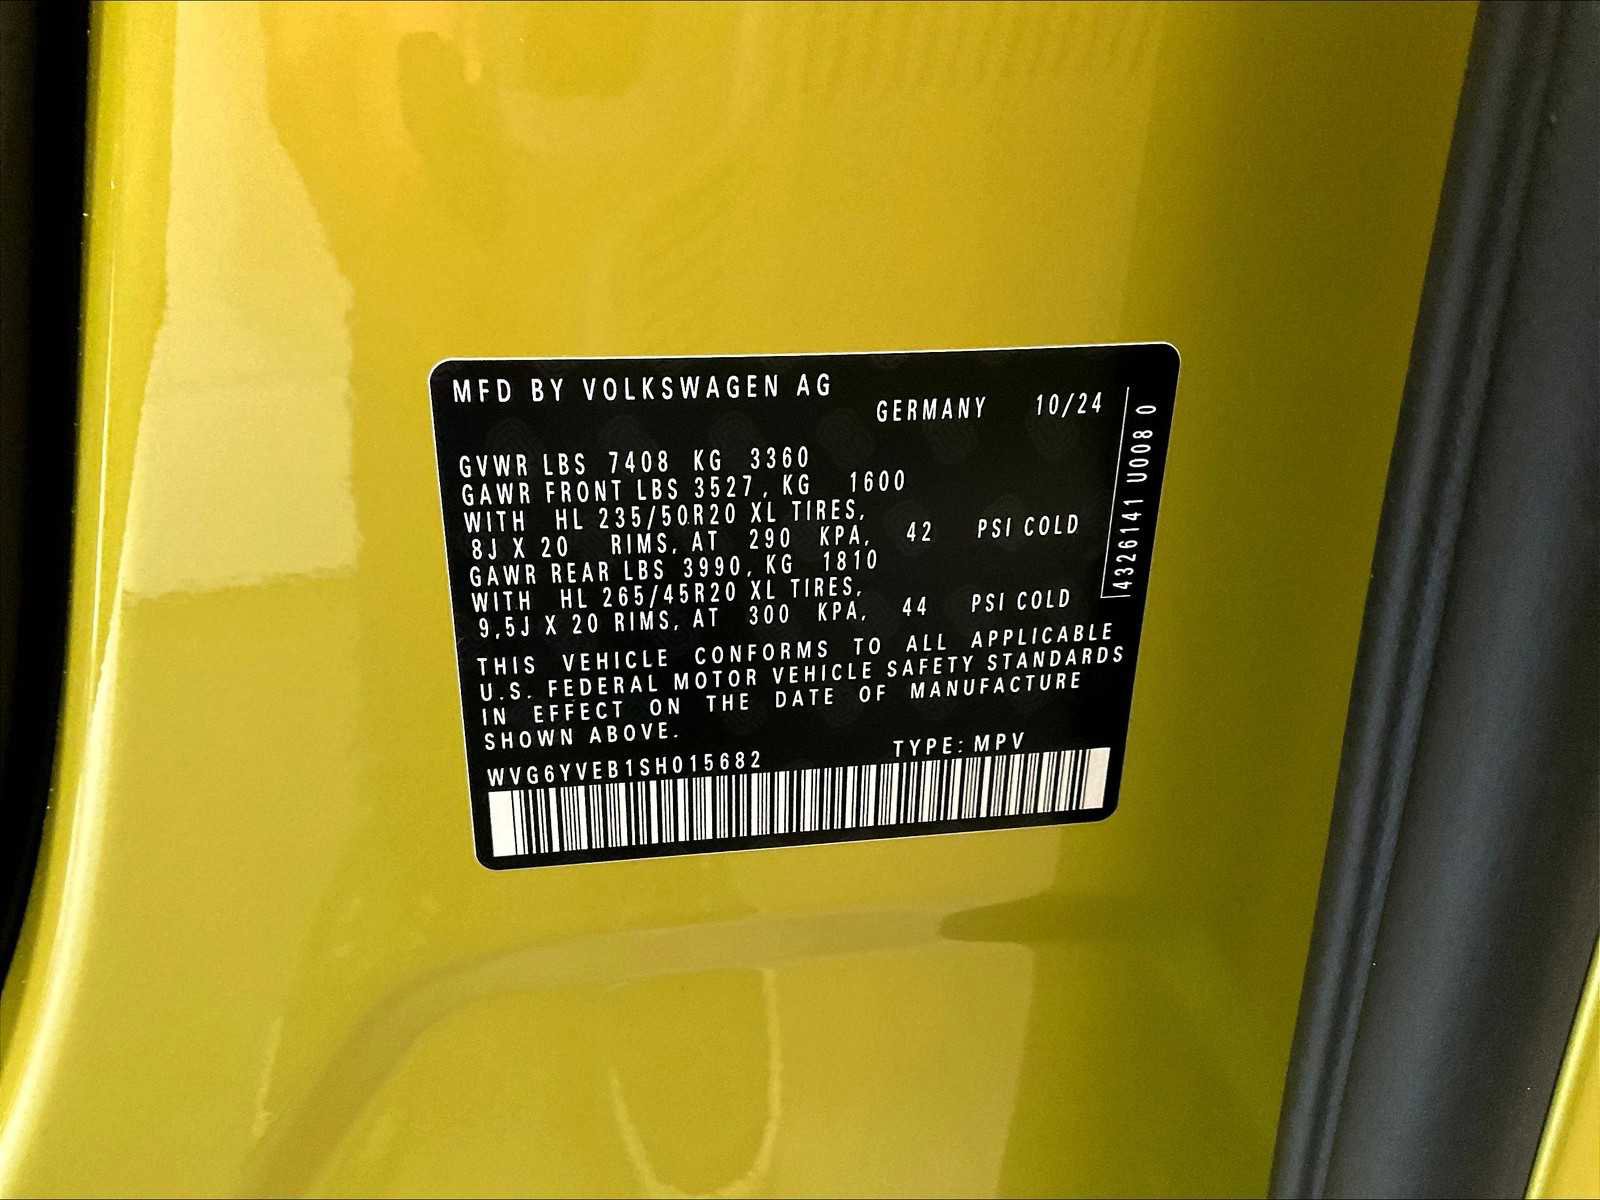 MFD BY VOLKSWAGEN AG
GERMANY 10/24
GVWR LBS 7408 KG 3360
GAWR FRONT LBS 3527, KG 1600
WITH HL 235/50R20 XL TIRES,
8J X 20 RIMS, AT 290 KPA, 42 PSI COLD
GAWR REAR LBS 3990, KG 1810
WITH HL 265/45R20 XL TIRES,
9,5J X 20 RIMS, AT 300 KPA, 44 PSI COLD
THIS VEHICLE CONFORMS TO ALL APPLICABLE
U.S. FEDERAL MOTOR VEHICLE SAFETY STANDARDS
IN EFFECT ON THE DATE OF MANUFACTURE
SHOWN ABOVE.
WVG6YVEB1SH015682 TYPE: MPV
4326141 U008 0